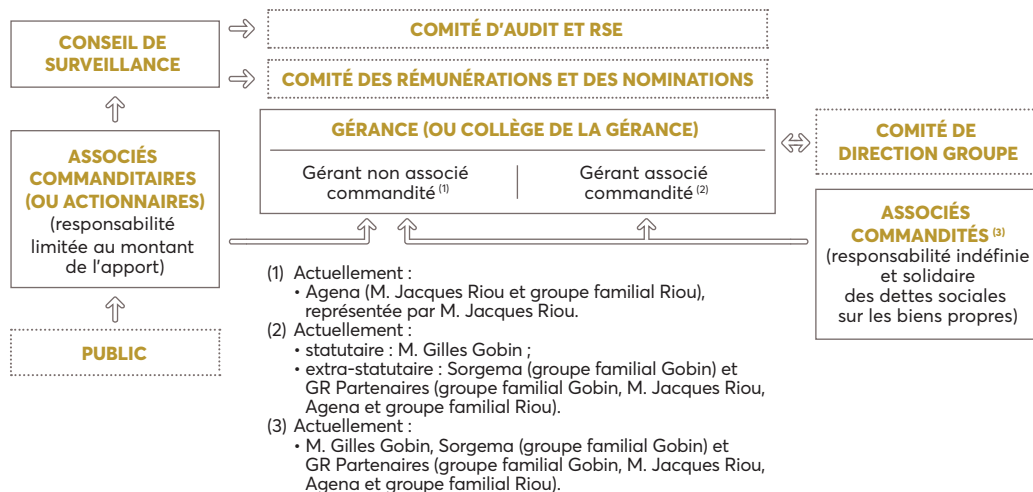 CONSEIL DE
SURVEILLANCE
COMITÉ D'AUDIT ET RSE
COMITÉ DES RÉMUNÉRATIONS ET DES NOMINATIONS
ASSOCIÉS
COMMANDITAIRES
(OU ACTIONNAIRES)
(responsabilité
limitée au montant
de l'apport)
PUBLIC
GÉRANCE (OU COLLÈGE DE LA GÉRANCE)
Gérant non associé
commandité (1)
Gérant associé
commandité (2)
COMITÉ DE
DIRECTION GROUPE
ASSOCIÉS
COMMANDITÉS (3)
(responsabilité indéfinie
et solidaire
des dettes sociales
sur les biens propres)
(1) Actuellement :
• Agena (M. Jacques Riou et groupe familial Riou),
représentée par M. Jacques Riou.
(2) Actuellement :
• statutaire : M. Gilles Gobin ;
• extra-statutaire : Sorgema (groupe familial Gobin) et
GR Partenaires (groupe familial Gobin, M. Jacques Riou,
Agena et groupe familial Riou).
(3) Actuellement :
• M. Gilles Gobin, Sorgema (groupe familial Gobin) et
GR Partenaires (groupe familial Gobin, M. Jacques Riou,
Agena et groupe familial Riou).